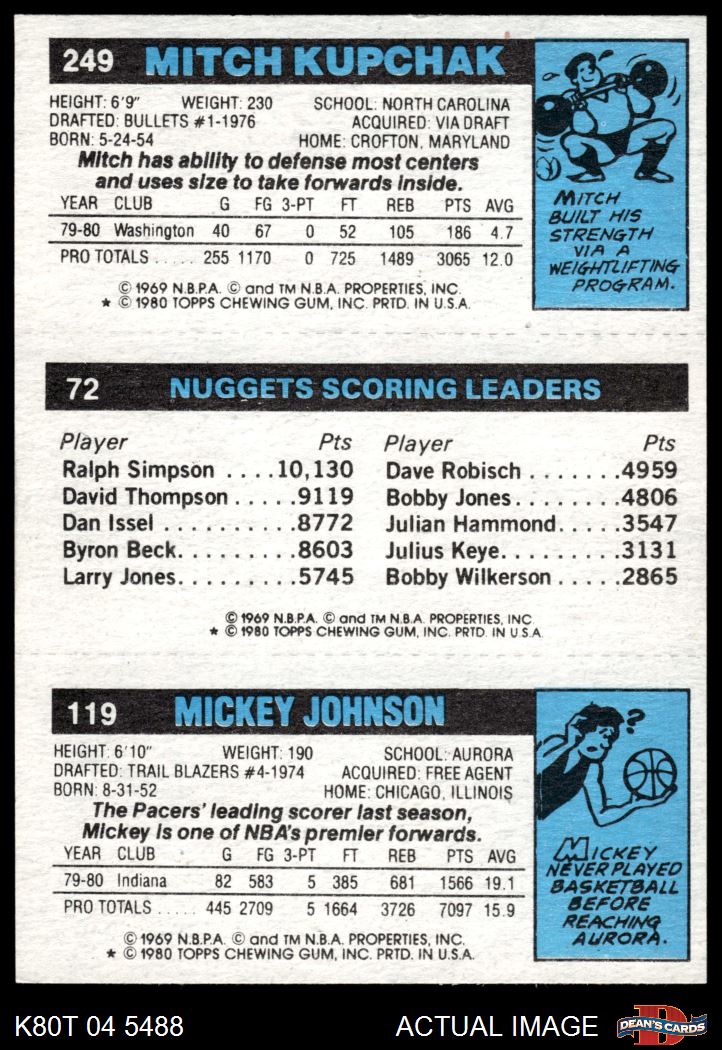 249 MITCH KUPCHAK
HEIGHT: 6'9" WEIGHT: 230 SCHOOL: NORTH CAROLINA
DRAFTED: BULLETS #1-1976 ACQUIRED: VIA DRAFT
BORN: 5-24-54 HOME: CROFTON, MARYLAND
Mitch has ability to defense most centers
and uses size to take forwards inside.
YEAR CLUB G FG 3-PT FT REB PTS AVG
79-80 Washington 40 67 0 52 105 186 4.7
PRO TOTALS ...... 255 1170 0 725 1489 3065 12.0
© 1969 N.B.P.A. © and TM N.B.A. PROPERTIES, INC.
★ © 1980 TOPPS CHEWING GUM, INC. PRTD. IN U.S.A.
MITCH
BUILT HIS
STRENGTH
VIA A
WEIGHTLIFTING
PROGRAM.
72 NUGGETS SCORING LEADERS
Player Pts Player Pts
Ralph Simpson ....10,130 Dave Robisch .......4959
David Thompson .....9119 Bobby Jones ........4806
Dan Issel ..........8772 Julian Hammond.....3547
Byron Beck.........8603 Julius Keye.........3131
Larry Jones.........5745 Bobby Wilkerson .....2865
© 1969 N.B.P.A. © and TM N.B.A. PROPERTIES, INC.
★ © 1980 TOPPS CHEWING GUM, INC. PRTD. IN U.S.A.
119 MICKEY JOHNSON
HEIGHT: 6'10" WEIGHT: 190 SCHOOL: AURORA
DRAFTED: TRAIL BLAZERS #4-1974 ACQUIRED: FREE AGENT
BORN: 8-31-52 HOME: CHICAGO, ILLINOIS
The Pacers' leading scorer last season,
Mickey is one of NBA's premier forwards.
YEAR CLUB G FG 3-PT FT REB PTS AVG
79-80 Indiana 82 583 5 385 681 1566 19.1
PRO TOTALS ..... 445 2709 5 1664 3726 7097 15.9
© 1969 N.B.P.A. © and TM N.B.A. PROPERTIES, INC.
★ © 1980 TOPPS CHEWING GUM, INC. PRTD. IN U.S.A.
?
MICKEY
NEVER PLAYED
BASKETBALL
BEFORE
REACHING
AURORA.
K80T 04 5488 ACTUAL IMAGE D DEAN'S CARDS